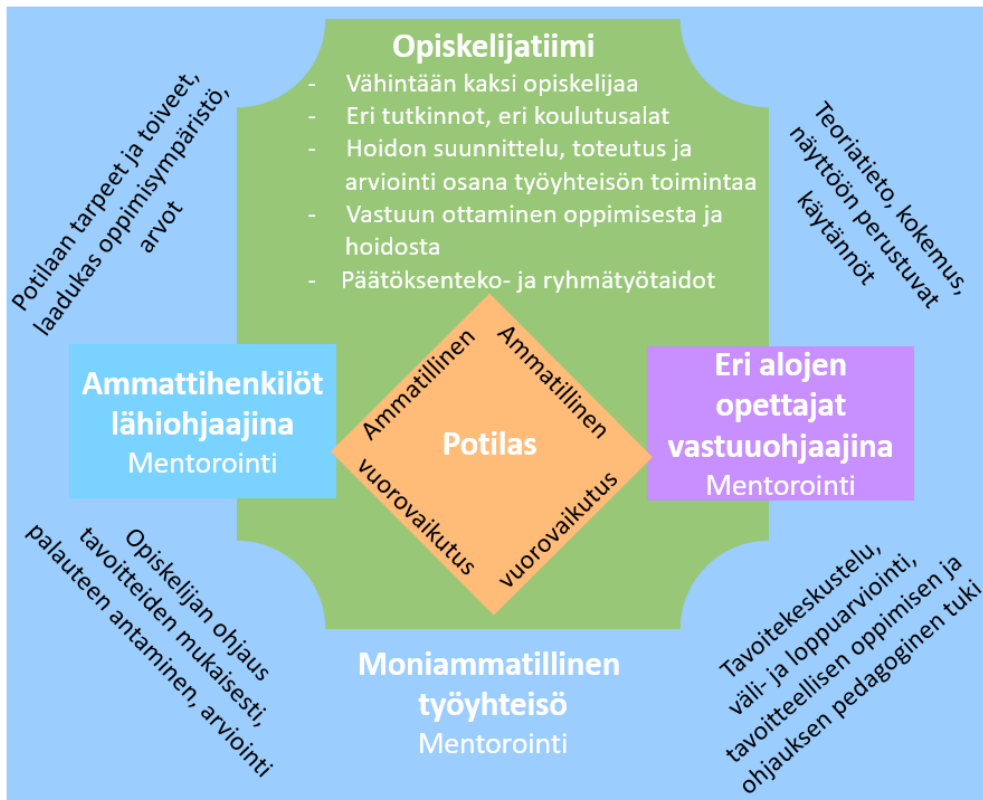 Opiskelijatiimi
- Vähintään kaksi opiskelijaa
- Eri tutkinnot, eri koulutusalat
- Hoidon suunnittelu, toteutus ja
arviointi osana työyhteisön toimintaa
- Vastuun ottaminen oppimisesta ja
hoidosta
- Päätöksenteko- ja ryhmätyötaidot
Potilaan tarpeet ja toiveet,
laadukas oppimisympäristö,
arvot
Teoriatieto, kokemus,
näyttöön perustuvat
käytännöt
Ammattihenkilöt
lähiohjaajina
Mentorointi
Ammatillinen
Ammatiillinen
Potilas
vuorovaikutus
vuorovaikutus
Eri alojen
opettajat
vastuuohjaajina
Mentorointi
Opiskelijan ohjaus
tavoitteiden mukaisesti,
palauteen antaminen, arviointi
Moniammatillinen
työyhteisö
Mentorointi
Tavoitekeskustelu,
väli- ja loppuarviointi,
tavoitteellisen oppimisen ja
ohjauksen pedagoginen tuki